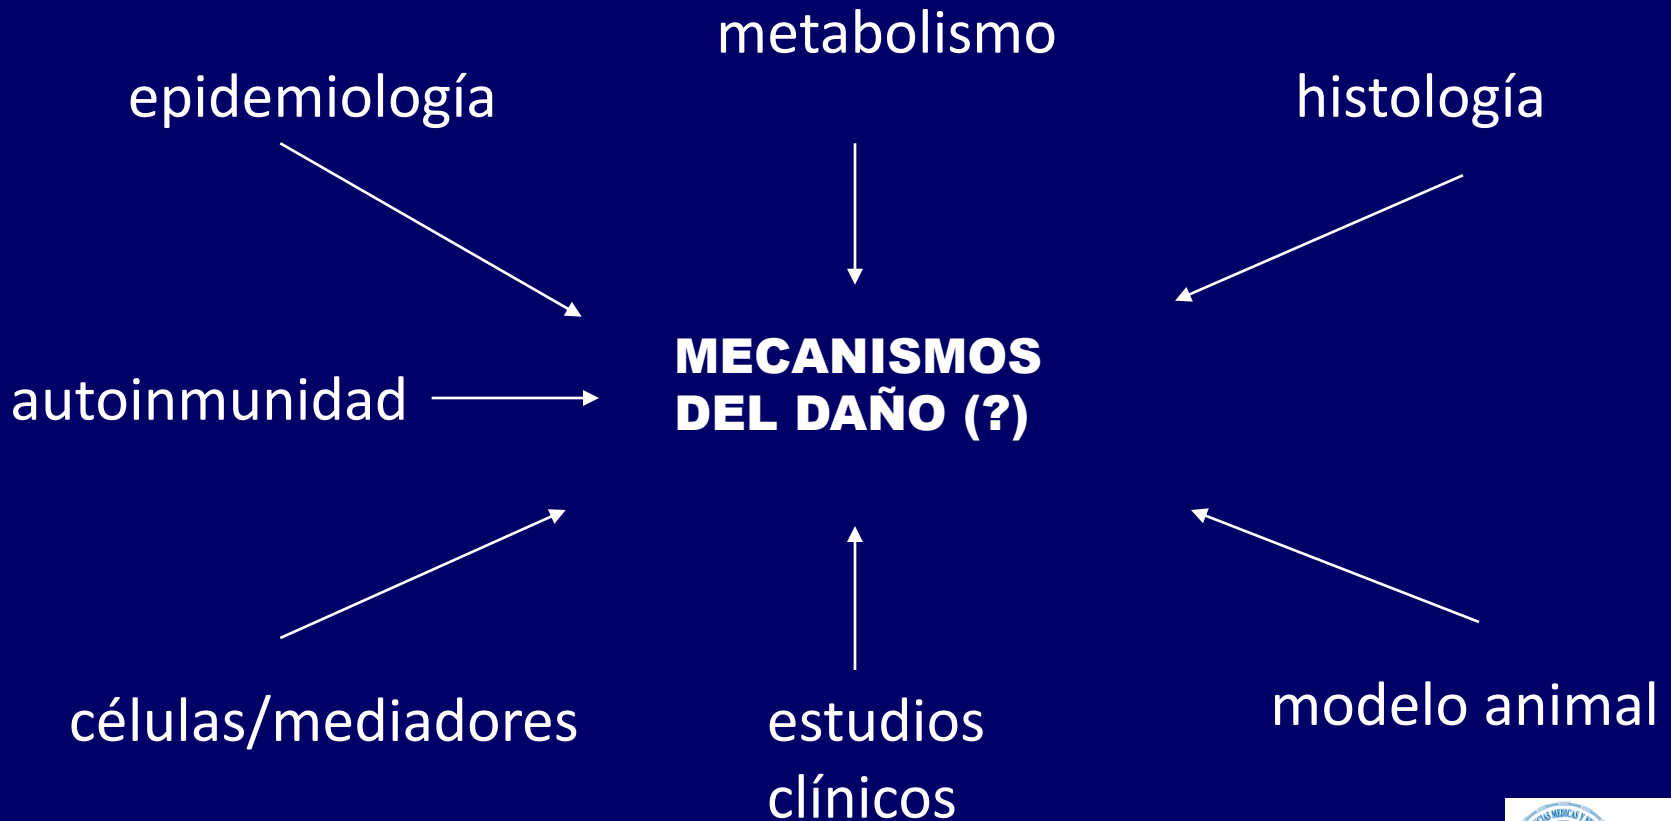 metabolismo
epidemiología
histología
MECANISMOS
DEL DAÑO (?)
autoinmunidad
células/mediadores
estudios
clínicos
modelo animal